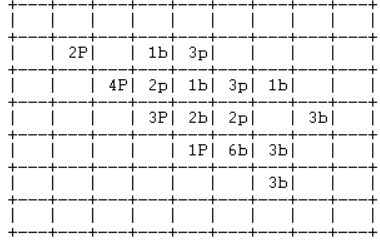 2P 1b 3p
4P 2p 1b 3p 1b
3P 2b 2p 3b
1P 6b 3b
3b